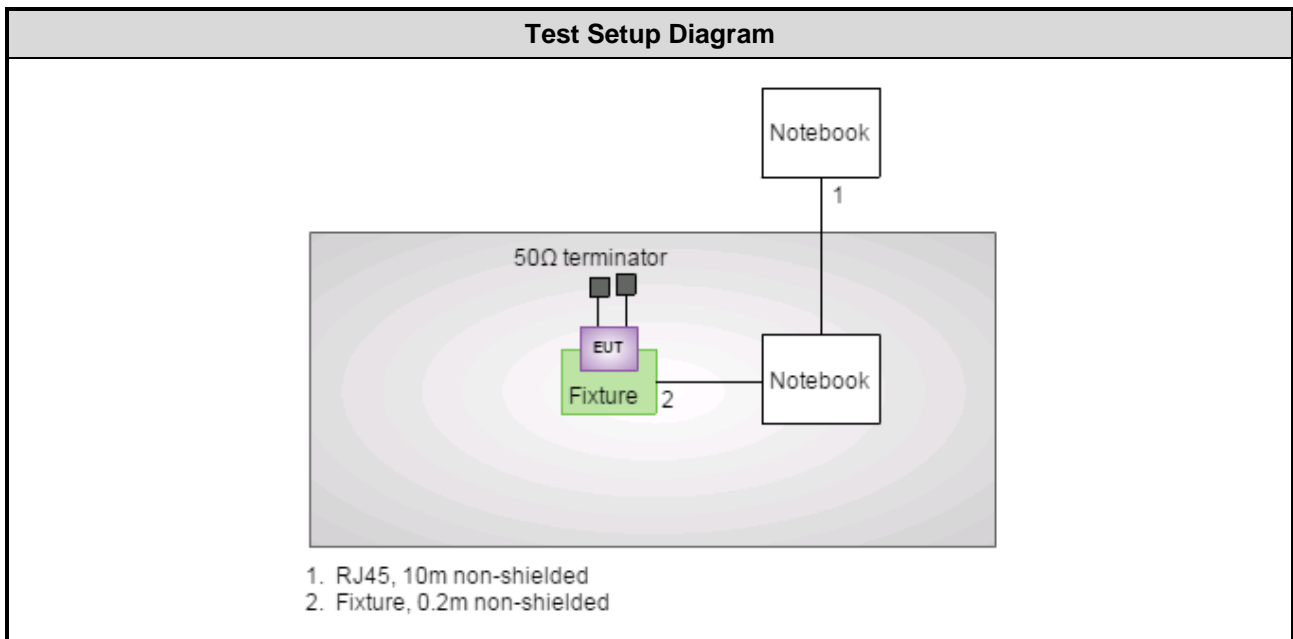 Test Setup Diagram
Notebook
1
50Ω terminator
EUT
Fixture
2
Notebook
1. RJ45, 10m non-shielded
2. Fixture, 0.2m non-shielded